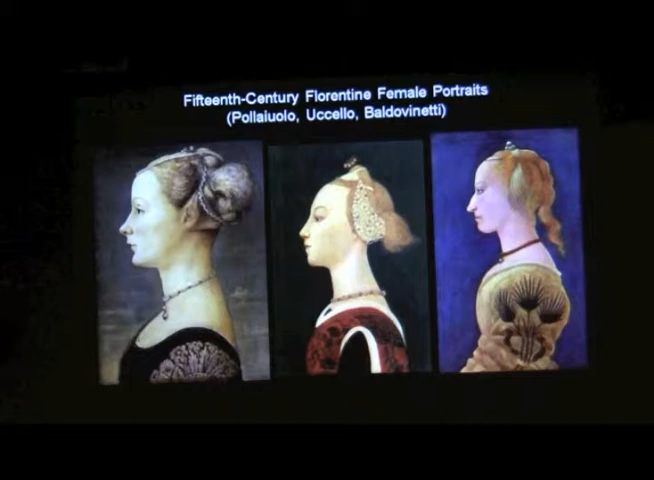 Fifteenth-Century Florentine Female Portraits
(Pollaiuolo, Uccello, Baldovinetti)